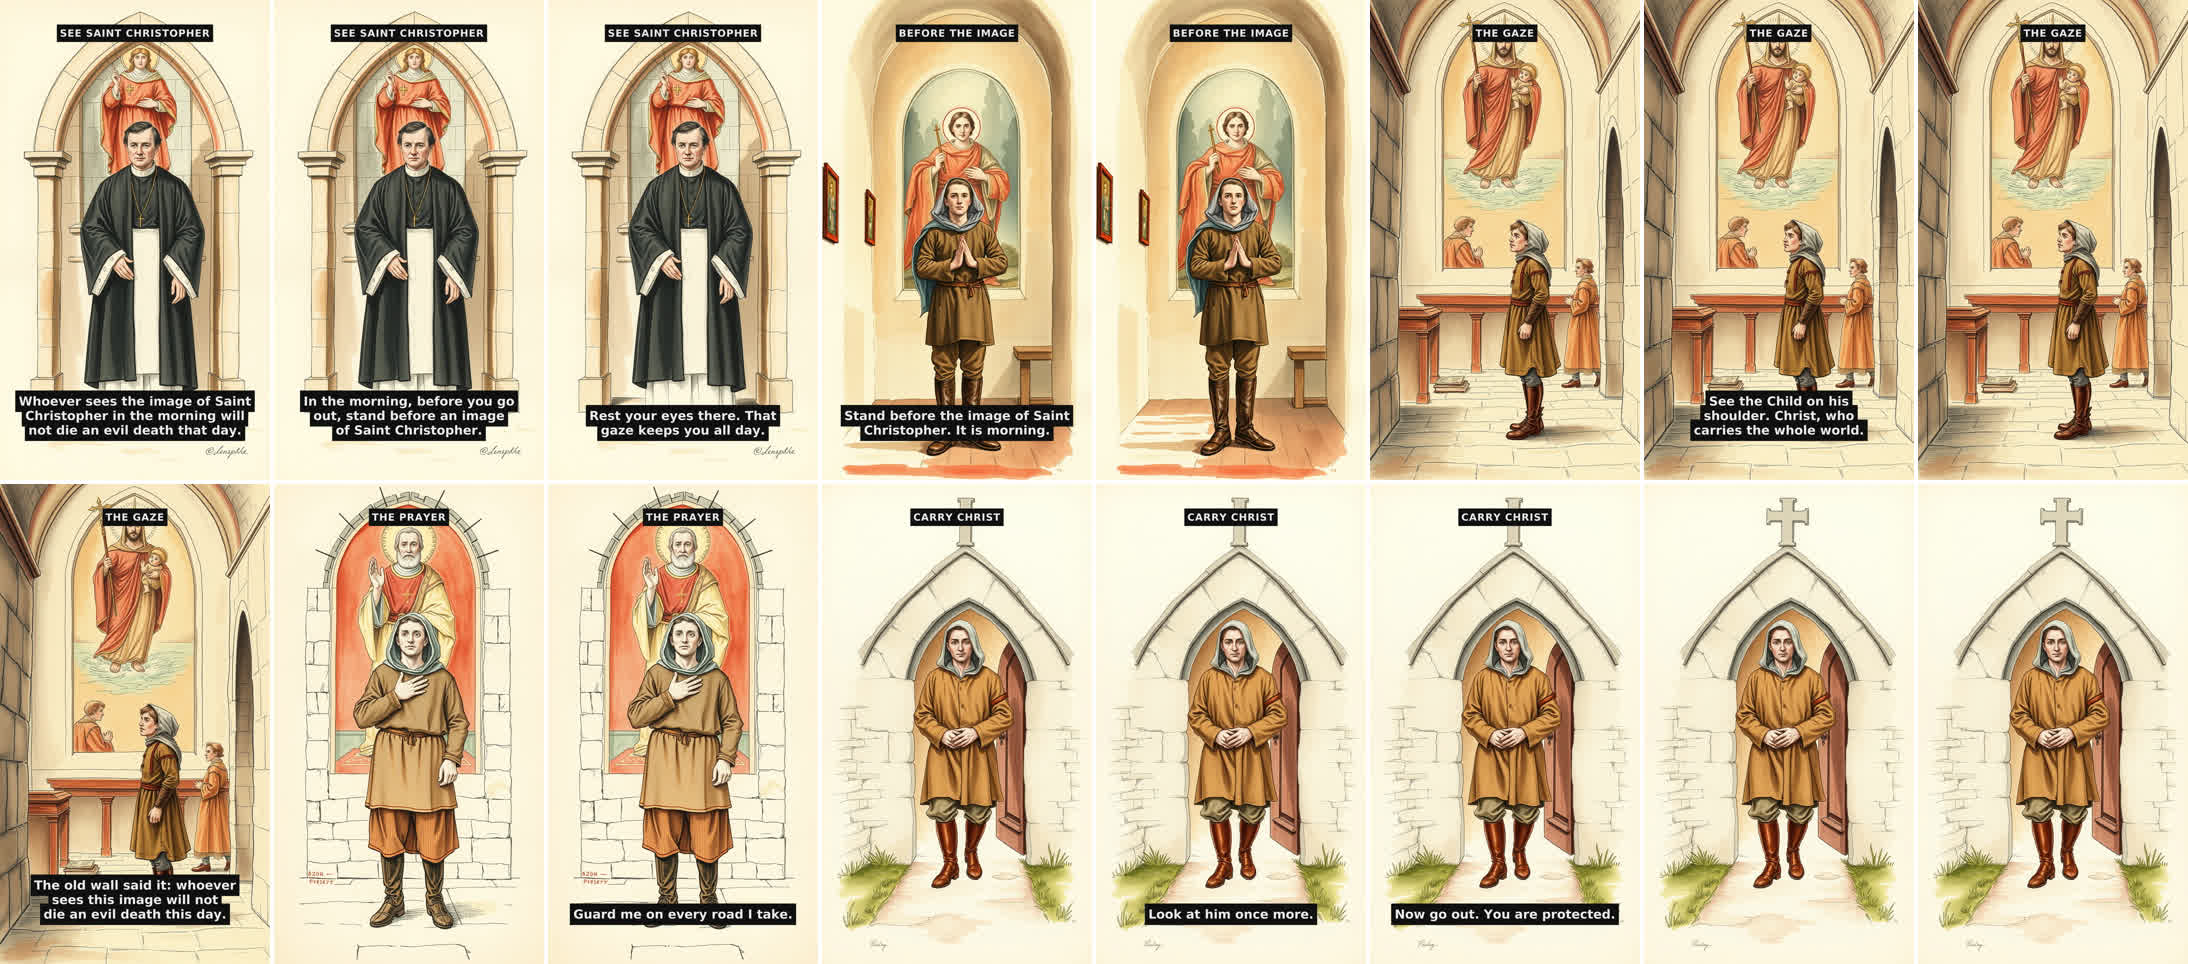 SEE SAINT CHRISTOPHER
Whoever sees the image of Saint
Christopher in the morning will
not die an evil death that day.
SEE SAINT CHRISTOPHER
In the morning, before you go
out, stand before an image
of Saint Christopher.
SEE SAINT CHRISTOPHER
Rest your eyes there. That
gaze keeps you all day.
BEFORE THE IMAGE
Stand before the image of Saint
Christopher. It is morning.
BEFORE THE IMAGE
THE GAZE
THE GAZE
See the Child on his
shoulder. Christ, who
carries the whole world.
THE GAZE
THE GAZE
The old wall said it: whoever
sees this image will not
die an evil death this day.
THE PRAYER
THE PRAYER
Guard me on every road I take.
CARRY CHRIST
CARRY CHRIST
Look at him once more.
CARRY CHRIST
Now go out. You are protected.